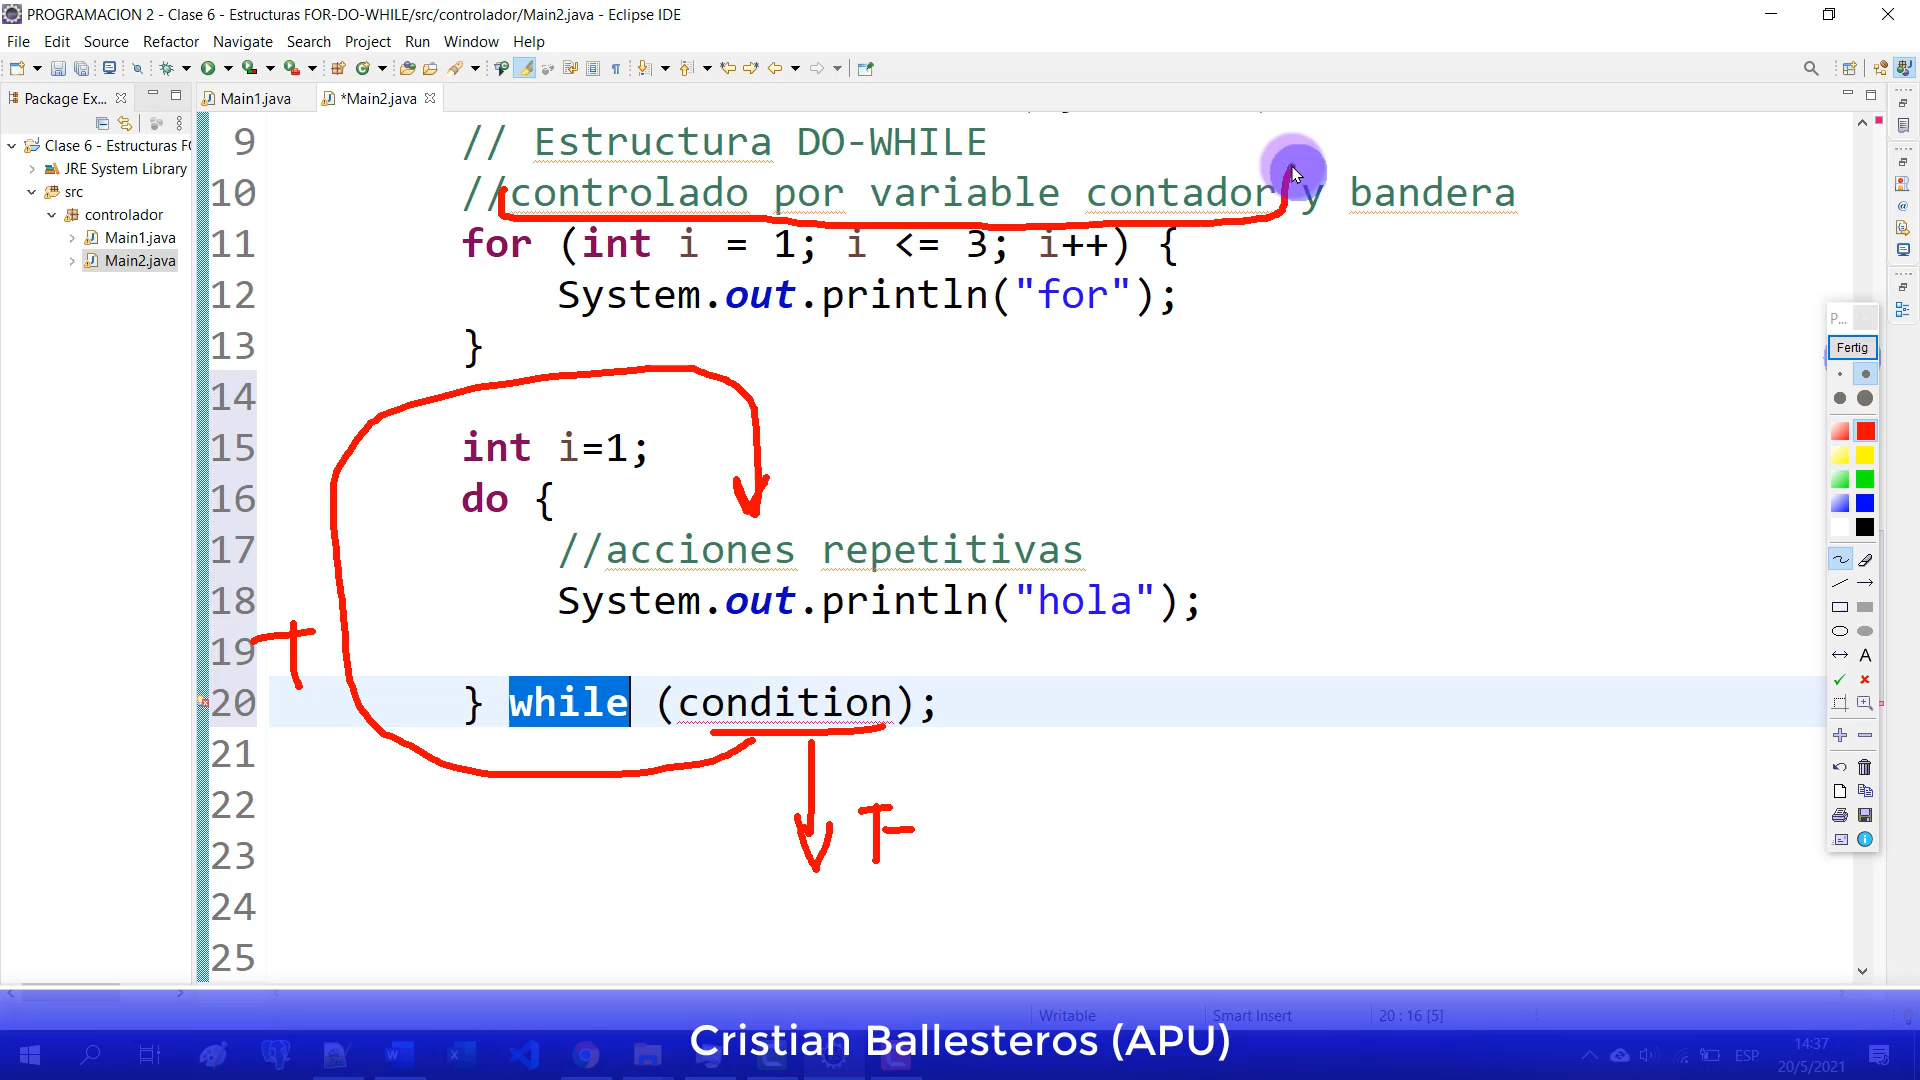 PROGRAMACION 2 - Clase 6 - Estructuras FOR-DO-WHILE/src/controlador/Main2.java - Eclipse IDE
File Edit Source Refactor Navigate Search Project Run Window Help
Package Ex...
Main1.java
*Main2.java
Clase 6 - Estructuras F
JRE System Library
src
controlador
Main1.java
Main2.java
9 // Estructura DO-WHILE
10 //controlado por variable contador y bandera
11 for (int i = 1; i <= 3; i++) {
12 System.out.println("for");
13 }
14
15 int i=1;
16 do {
17 //acciones repetitivas
18 System.out.println("hola");
19
20 } while (condition);
21
22
23
24
25
T
F
P...
Fertig
A
Writable
Smart Insert
20 : 16 [5]
Cristian Ballesteros (APU)
ESP
14:37
20/5/2021